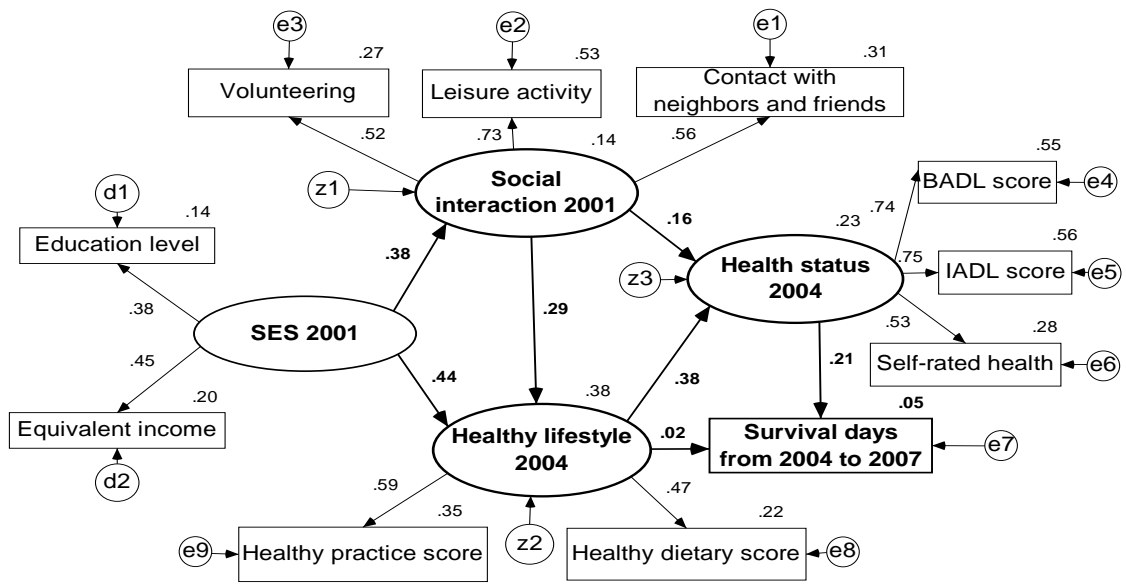 e3
e2
e1
.27
.53
.31
Volunteering
Leisure activity
Contact with
neighbors and friends
.52
.73
.14
.56
.55
d1
z1
Social
interaction 2001
BADL score
e4
.14
.74
Education level
.16
.23
.56
.38
z3
Health status
2004
.75
IADL score
e5
.38
SES 2001
.29
.53
.28
.45
.44
.38
.38
.21
Self-rated health
e6
.20
.05
Equivalent income
Healthy lifestyle
2004
.02
Survival days
from 2004 to 2007
e7
d2
.59
.47
.35
.22
e9
Healthy practice score
z2
Healthy dietary score
e8